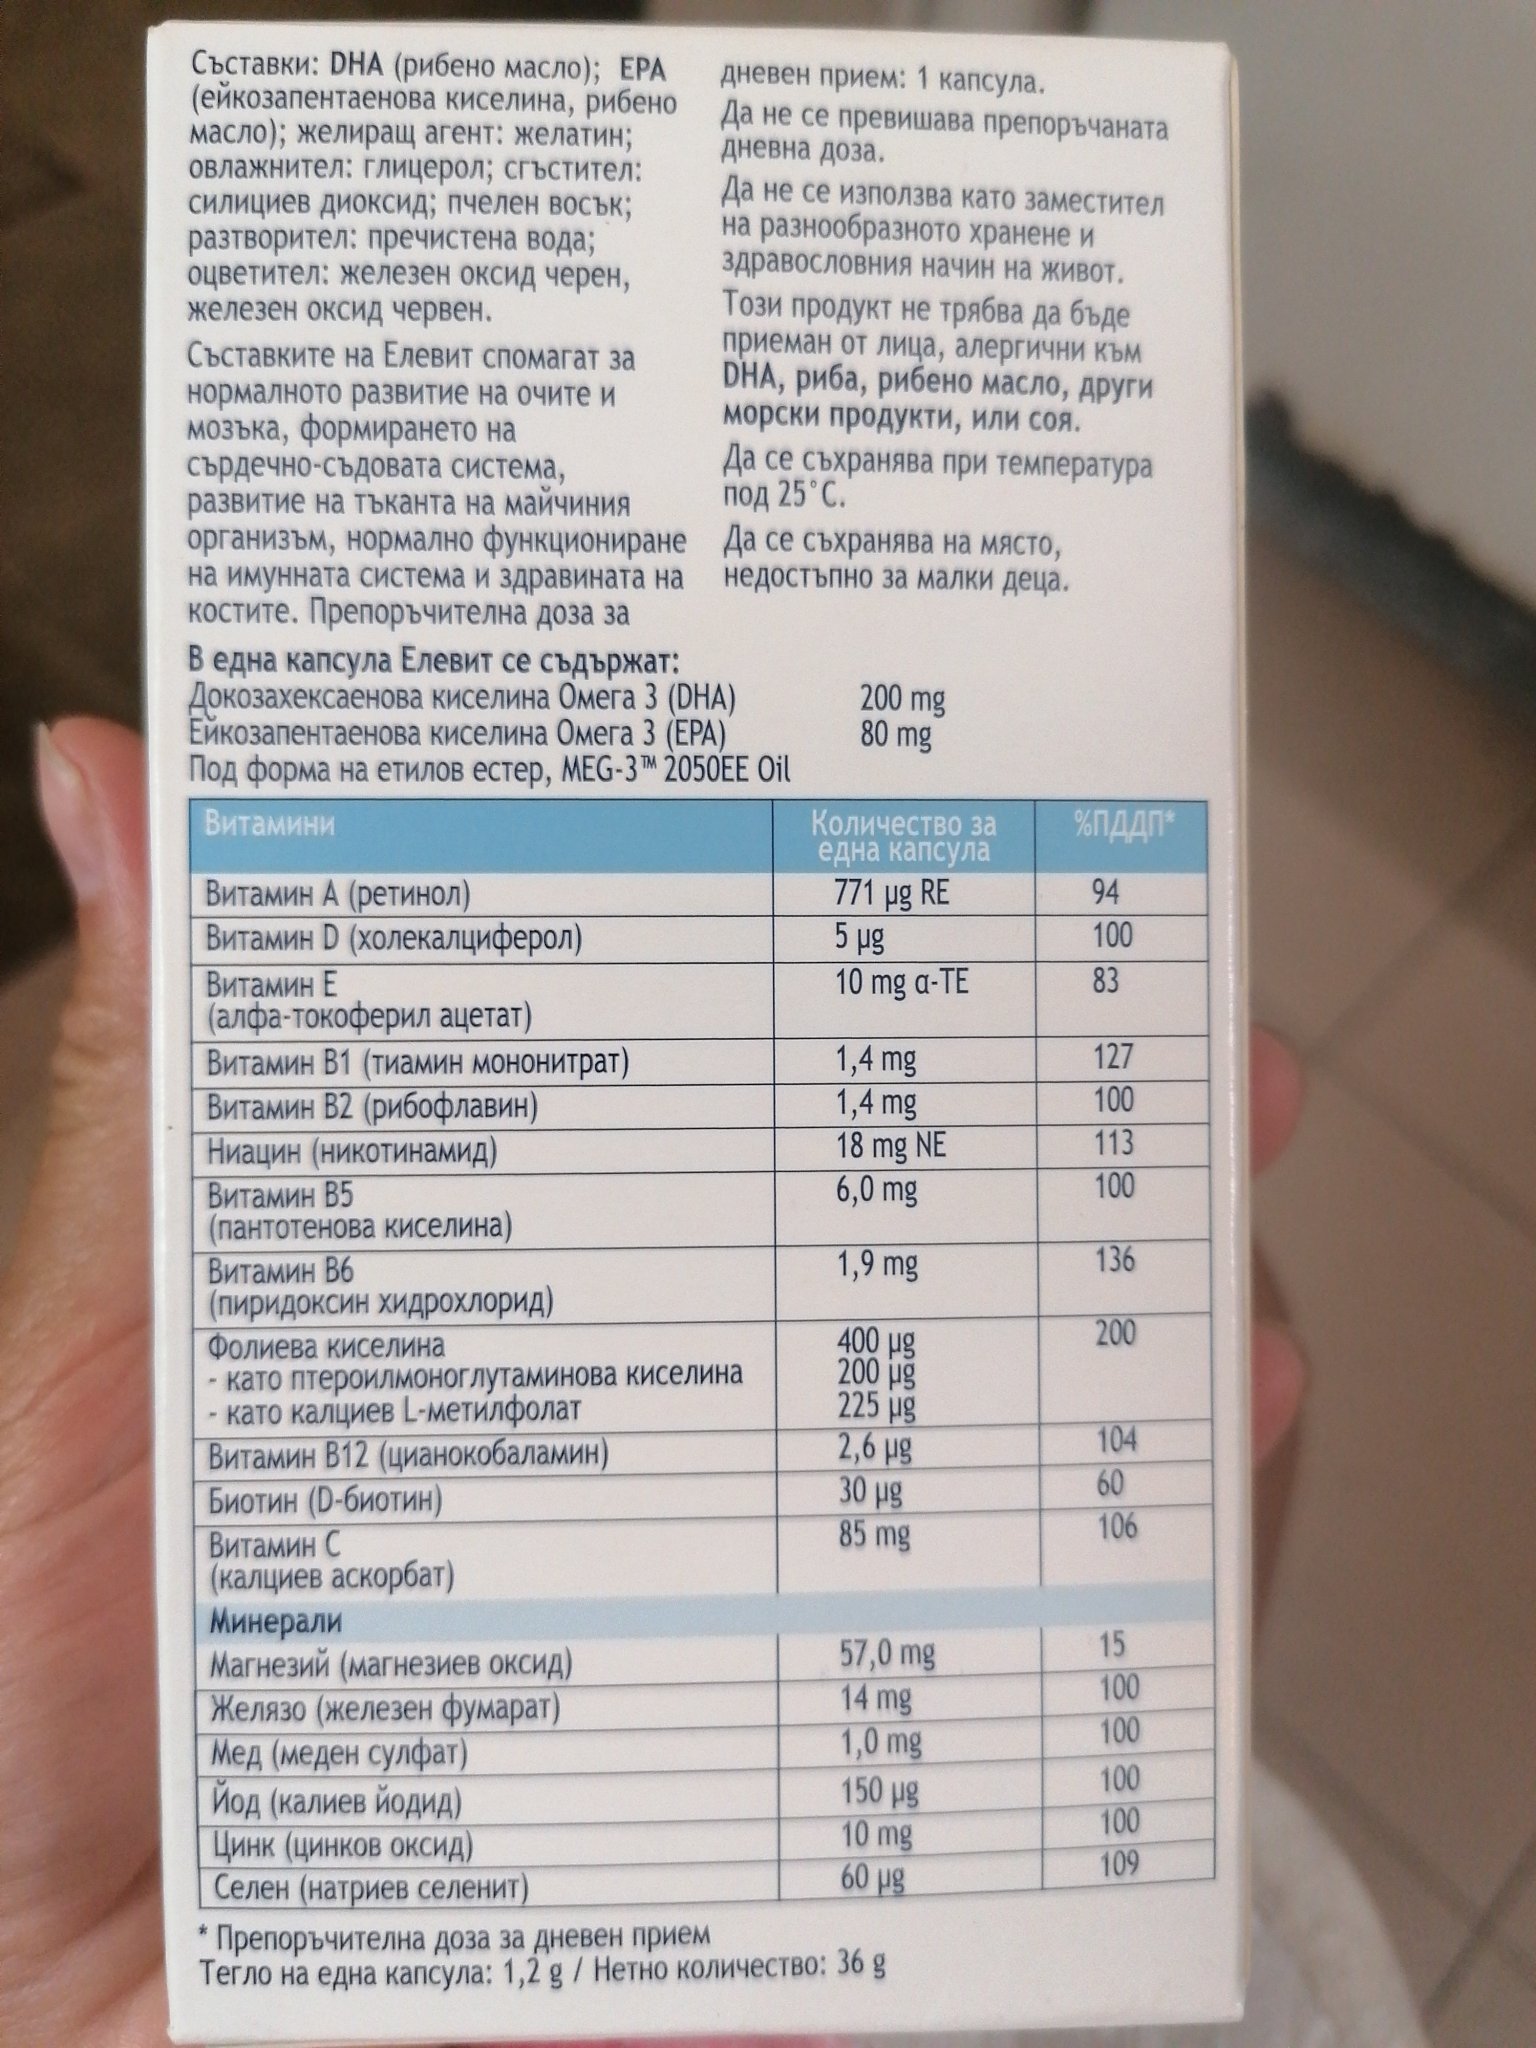 Съставки: DHA (рибено масло); EPA
(ейкозапентаенова киселина, рибено
масло); желиращ агент: желатин;
овлажнител: глицерол; сгъстител:
силициев диоксид; пчелен восък;
разтворител: пречистена вода;
оцветител: железен оксид черен,
железен оксид червен.
Съставките на Елевит спомагат за
нормалното развитие на очите и
мозъка, формирането на
сърдечно-съдовата система,
развитие на тъканта на майчиния
организъм, нормално функциониране
на имунната система и здравината на
костите. Препоръчителна доза за
дневен прием: 1 капсула.
Да не се превишава препоръчаната
дневна доза.
Да не се използва като заместител
на разнообразното хранене и
здравословния начин на живот.
Този продукт не трябва да бъде
приеман от лица, алергични към
DHA, риба, рибено масло, други
морски продукти, или соя.
Да се съхранява при температура
под 25°C.
Да се съхранява на място,
недостъпно за малки деца.
В една капсула Елевит се съдържат:
Докозахексаенова киселина Омега 3 (DHA) 200 mg
Ейкозапентаенова киселина Омега 3 (EPA) 80 mg
Под форма на етилов естер, MEG-3™ 2050EE Oil
Витамини Количество за %ПДДП*
една капсула
Витамин A (ретинол) 771 µg RE 94
Витамин D (холекалциферол) 5 µg 100
Витамин E 10 mg α-TE 83
(алфа-токоферил ацетат)
Витамин B1 (тиамин мононитрат) 1,4 mg 127
Витамин B2 (рибофлавин) 1,4 mg 100
Ниацин (никотинамид) 18 mg NE 113
Витамин B5 6,0 mg 100
(пантотенова киселина)
Витамин B6 1,9 mg 136
(пиридоксин хидрохлорид)
Фолиева киселина 400 µg 200
- като птероилмоноглутаминова киселина 200 µg
- като калциев L-метилфолат 225 µg
Витамин B12 (цианокобаламин) 2,6 µg 104
Биотин (D-биотин) 30 µg 60
Витамин C 85 mg 106
(калциев аскорбат)
Минерали
Магнезий (магнезиев оксид) 57,0 mg 15
Желязо (железен фумарат) 14 mg 100
Мед (меден сулфат) 1,0 mg 100
Йод (калиев йодид) 150 µg 100
Цинк (цинков оксид) 10 mg 100
Селен (натриев селенит) 60 µg 109
* Препоръчителна доза за дневен прием
Тегло на една капсула: 1,2 g / Нетно количество: 36 g